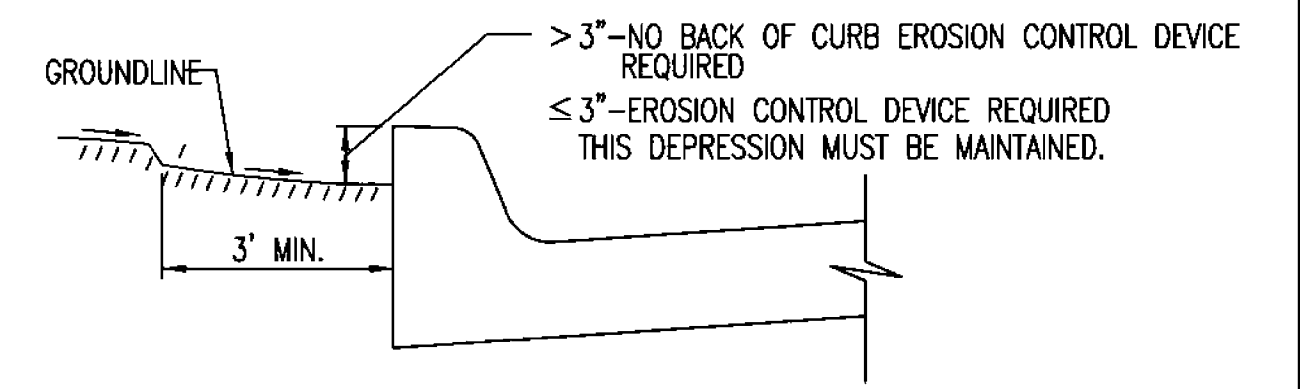 > 3"-NO BACK OF CURB EROSION CONTROL DEVICE
REQUIRED
GROUNDLINE
≤ 3"-EROSION CONTROL DEVICE REQUIRED
THIS DEPRESSION MUST BE MAINTAINED.
3' MIN.